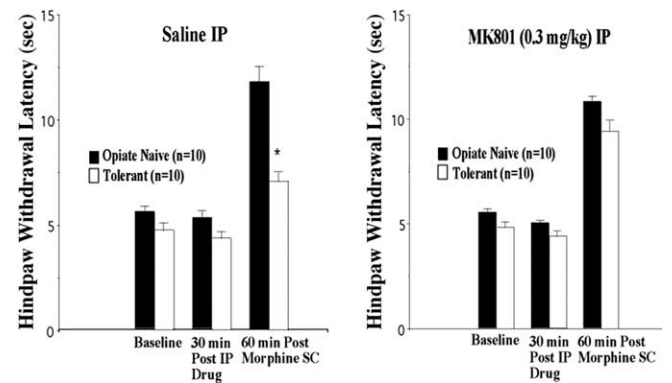 Hindpaw Withdrawal Latency (sec)
15
10
5
0
Saline IP
Opiate Naive (n=10)
Tolerant (n=10)
*
Baseline
30 min
Post IP
Drug
60 min Post
Morphine SC
Hindpaw Withdrawal Latency (sec)
15
10
5
0
MK801 (0.3 mg/kg) IP
Opiate Naive (n=10)
Tolerant (n=10)
Baseline
30 min
Post IP
Drug
60 min Post
Morphine SC